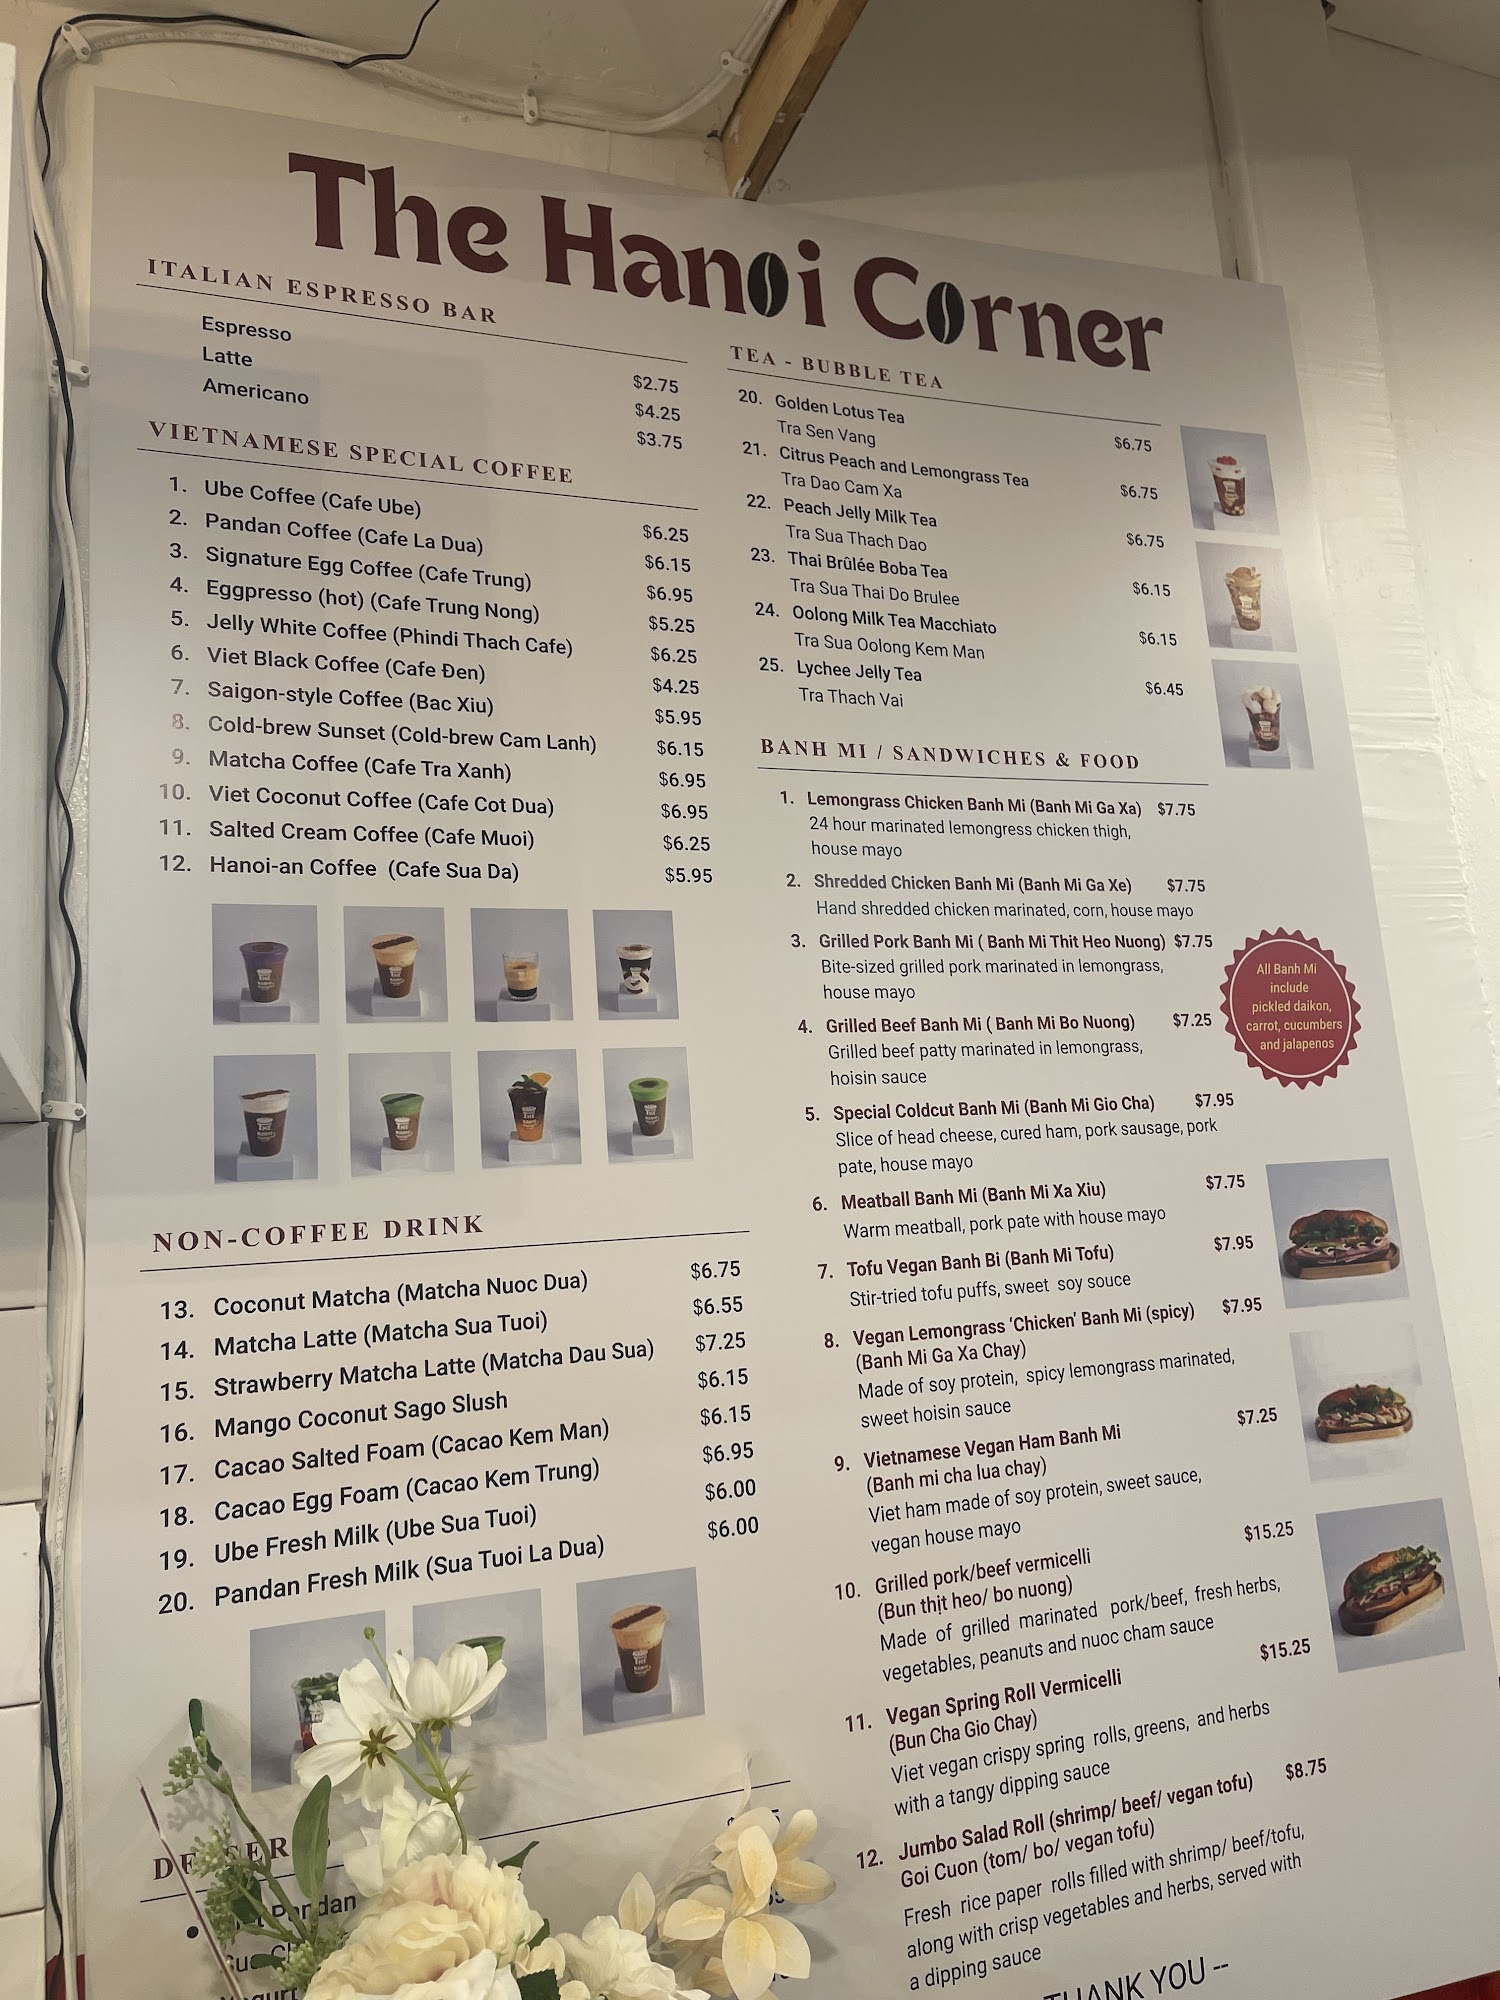 The Hanoi Corner
ITALIAN ESPRESSO BAR
Espresso $2.75
Latte $4.25
Americano $3.75
VIETNAMESE SPECIAL COFFEE
1. Ube Coffee (Cafe Ube) $6.25
2. Pandan Coffee (Cafe La Dua) $6.15
3. Signature Egg Coffee (Cafe Trung) $6.95
4. Eggpresso (hot) (Cafe Trung Nong) $5.25
5. Jelly White Coffee (Phindi Thach Cafe) $6.25
6. Viet Black Coffee (Cafe Đen) $4.25
7. Saigon-style Coffee (Bac Xiu) $5.95
8. Cold-brew Sunset (Cold-brew Cam Lanh) $6.15
9. Matcha Coffee (Cafe Tra Xanh) $6.95
10. Viet Coconut Coffee (Cafe Cot Dua) $6.95
11. Salted Cream Coffee (Cafe Muoi) $6.25
12. Hanoi-an Coffee (Cafe Sua Da) $5.95
NON-COFFEE DRINK
13. Coconut Matcha (Matcha Nuoc Dua) $6.75
14. Matcha Latte (Matcha Sua Tuoi) $6.55
15. Strawberry Matcha Latte (Matcha Dau Sua) $7.25
16. Mango Coconut Sago Slush $6.15
17. Cacao Salted Foam (Cacao Kem Man) $6.15
18. Cacao Egg Foam (Cacao Kem Trung) $6.95
19. Ube Fresh Milk (Ube Sua Tuoi) $6.00
20. Pandan Fresh Milk (Sua Tuoi La Dua) $6.00
Pandan
TEA - BUBBLE TEA
20. Golden Lotus Tea $6.75
Tra Sen Vang
21. Citrus Peach and Lemongrass Tea $6.75
Tra Dao Cam Xa
22. Peach Jelly Milk Tea $6.75
Tra Sua Thach Dao
23. Thai Brûlée Boba Tea $6.15
Tra Sua Thai Do Brulee
24. Oolong Milk Tea Macchiato $6.15
Tra Sua Oolong Kem Man
25. Lychee Jelly Tea $6.45
Tra Thach Vai
BANH MI / SANDWICHES & FOOD
1. Lemongrass Chicken Banh Mi (Banh Mi Ga Xa) $7.75
24 hour marinated lemongress chicken thigh,
house mayo
2. Shredded Chicken Banh Mi (Banh Mi Ga Xe) $7.75
Hand shredded chicken marinated, corn, house mayo
3. Grilled Pork Banh Mi ( Banh Mi Thit Heo Nuong) $7.75
Bite-sized grilled pork marinated in lemongrass,
house mayo
4. Grilled Beef Banh Mi ( Banh Mi Bo Nuong) $7.25
Grilled beef patty marinated in lemongrass,
hoisin sauce
5. Special Coldcut Banh Mi (Banh Mi Gio Cha) $7.95
Slice of head cheese, cured ham, pork sausage, pork
pate, house mayo
6. Meatball Banh Mi (Banh Mi Xa Xiu) $7.75
Warm meatball, pork pate with house mayo
7. Tofu Vegan Banh Bi (Banh Mi Tofu) $7.95
Stir-tried tofu puffs, sweet soy souce
8. Vegan Lemongrass 'Chicken' Banh Mi (spicy) $7.95
(Banh Mi Ga Xa Chay)
Made of soy protein, spicy lemongrass marinated,
sweet hoisin sauce
9. Vietnamese Vegan Ham Banh Mi $7.25
(Banh mi cha lua chay)
Viet ham made of soy protein, sweet sauce,
vegan house mayo
10. Grilled pork/beef vermicelli $15.25
(Bun thịt heo/ bo nuong)
Made of grilled marinated pork/beef, fresh herbs,
vegetables, peanuts and nuoc cham sauce
11. Vegan Spring Roll Vermicelli $15.25
(Bun Cha Gio Chay)
Viet vegan crispy spring rolls, greens, and herbs
with a tangy dipping sauce
12. Jumbo Salad Roll (shrimp/ beef/ vegan tofu) $8.75
Goi Cuon (tom/ bo/ vegan tofu)
Fresh rice paper rolls filled with shrimp/ beef/tofu,
along with crisp vegetables and herbs, served with
a dipping sauce
THANK YOU --
All Banh Mi
include
pickled daikon,
carrot, cucumbers
and jalapenos